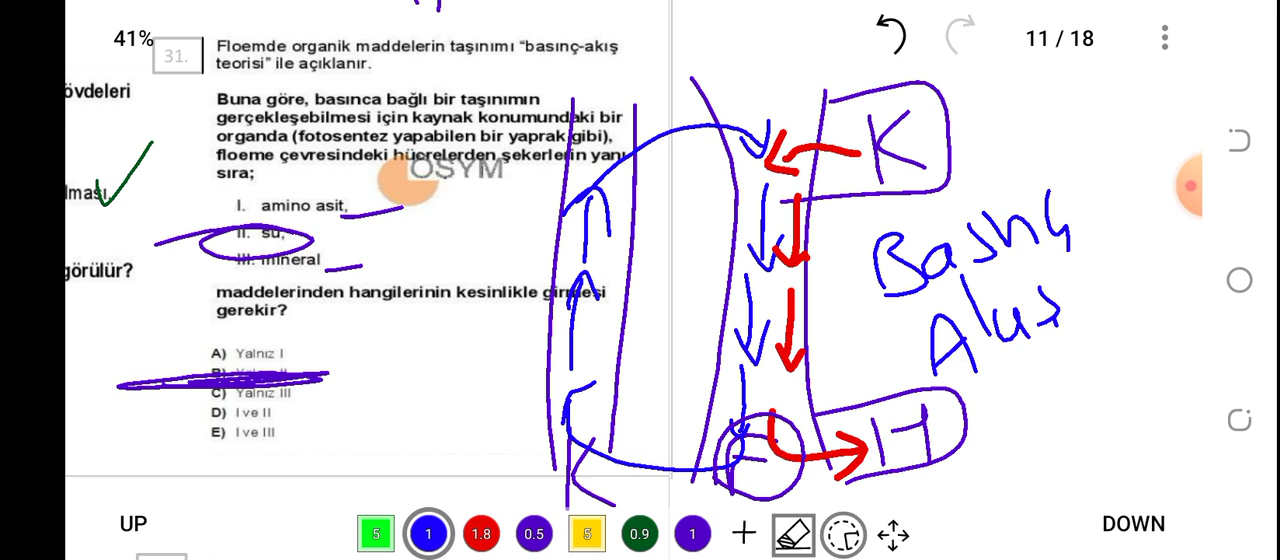 41%
31.
11 / 18
Floemde organik maddelerin taşınımı “basınç-akış
teorisi” ile açıklanır.
övdeleri
Buna göre, basınca bağlı bir taşınımın
gerçekleşebilmesi için kaynak konumundaki bir
organda (fotosentez yapabilen bir yaprak gibi),
floeme çevresindeki hücrelerden şekerlerin yanı
sıra;
ÖSYM
lması,
I. amino asit,
II. su,
III. mineral
görülür?
maddelerinden hangilerinin kesinlikle girmesi
gerekir?
A) Yalnız I
C) Yalnız III
D) I ve II
E) I ve III
K
Basınç
Akış
H
K
F
UP
5
1
1.8
0.5
5
0.9
1
DOWN